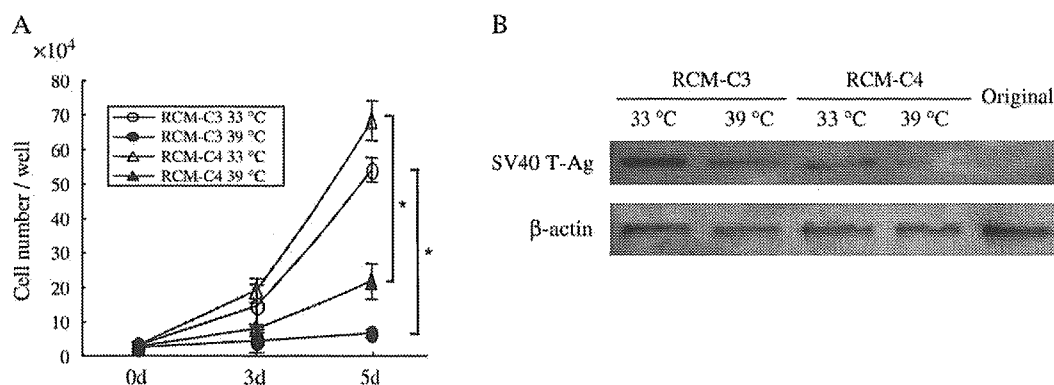 A
×10⁴
80
70
60
50
40
30
20
10
0
Cell number / well
RCM-C3 33 °C
RCM-C3 39 °C
RCM-C4 33 °C
RCM-C4 39 °C
*
*
0d
3d
5d
B
RCM-C3
RCM-C4
Original
33 °C
39 °C
33 °C
39 °C
SV40 T-Ag
β-actin